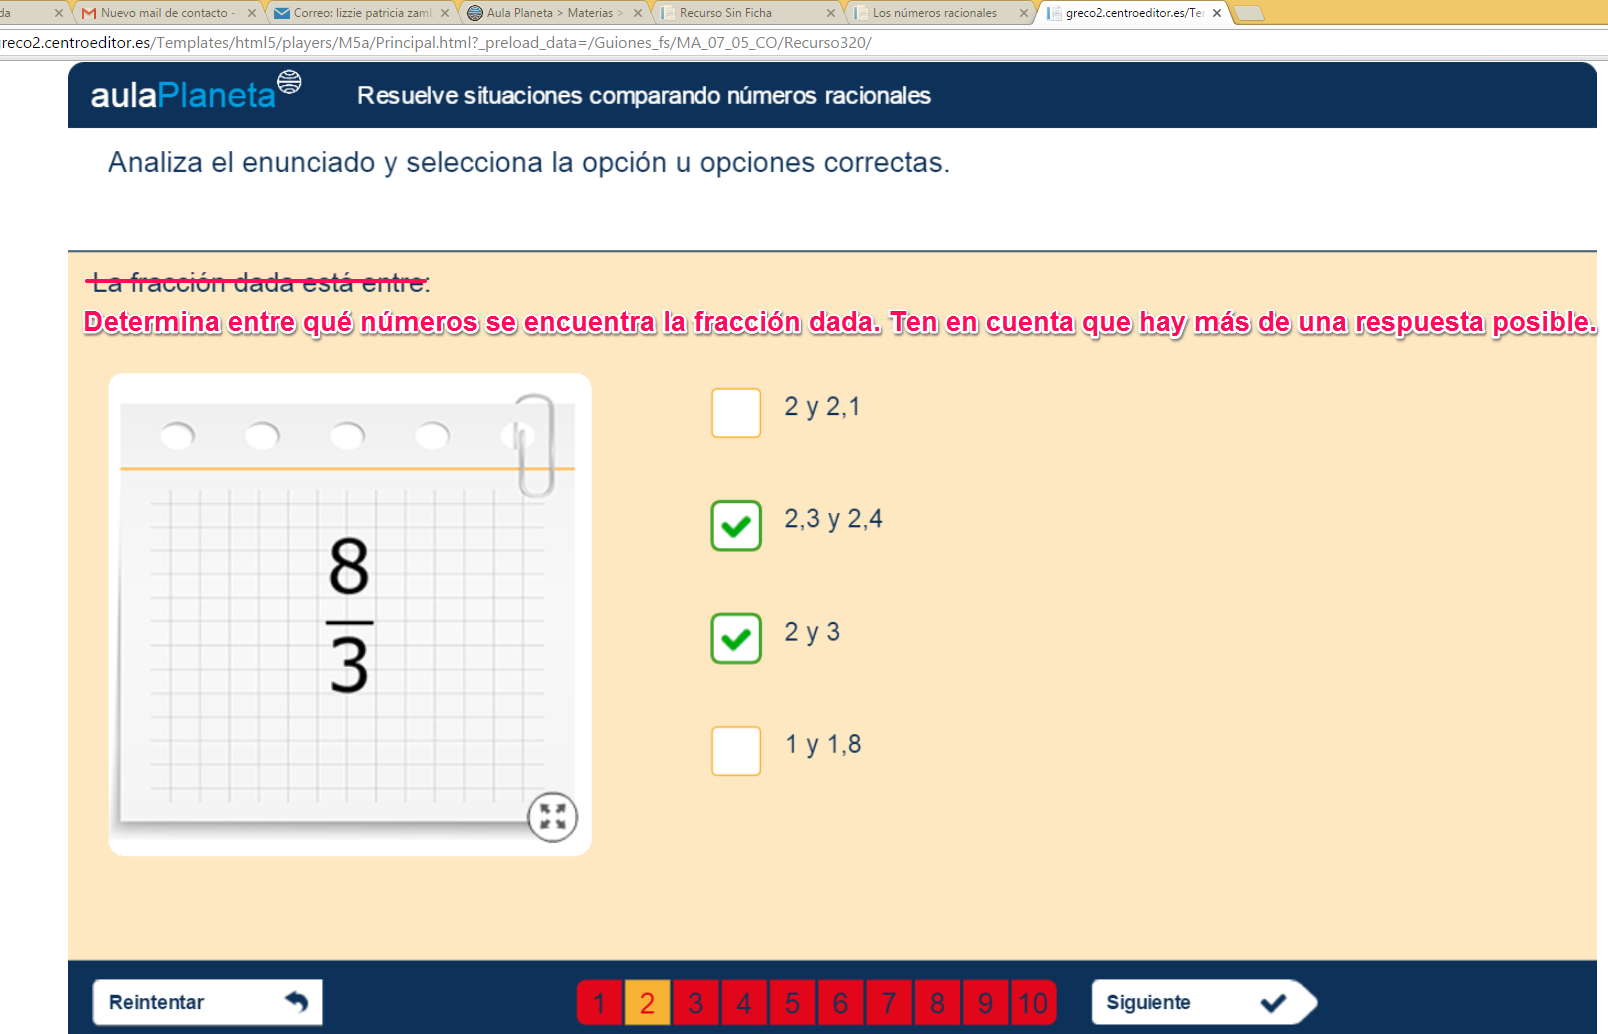 da
Nuevo mail de contacto -
Correo: lizzie patricia zaml
Aula Planeta > Materias >
Recurso Sin Ficha
Los números racionales
greco2.centroeditor.es/Te
reco2.centroeditor.es/Templates/html5/players/M5a/Principal.html?_preload_data=/Guiones_fs/MA_07_05_CO/Recurso320/
aulaPlaneta
Resuelve situaciones comparando números racionales
Analiza el enunciado y selecciona la opción u opciones correctas.
La fracción dada está entre:
Determina entre qué números se encuentra la fracción dada. Ten en cuenta que hay más de una respuesta posible.
8
3
2 y 2,1
2,3 y 2,4
2 y 3
1 y 1,8
Reintentar
1 2 3 4 5 6 7 8 9 10
Siguiente